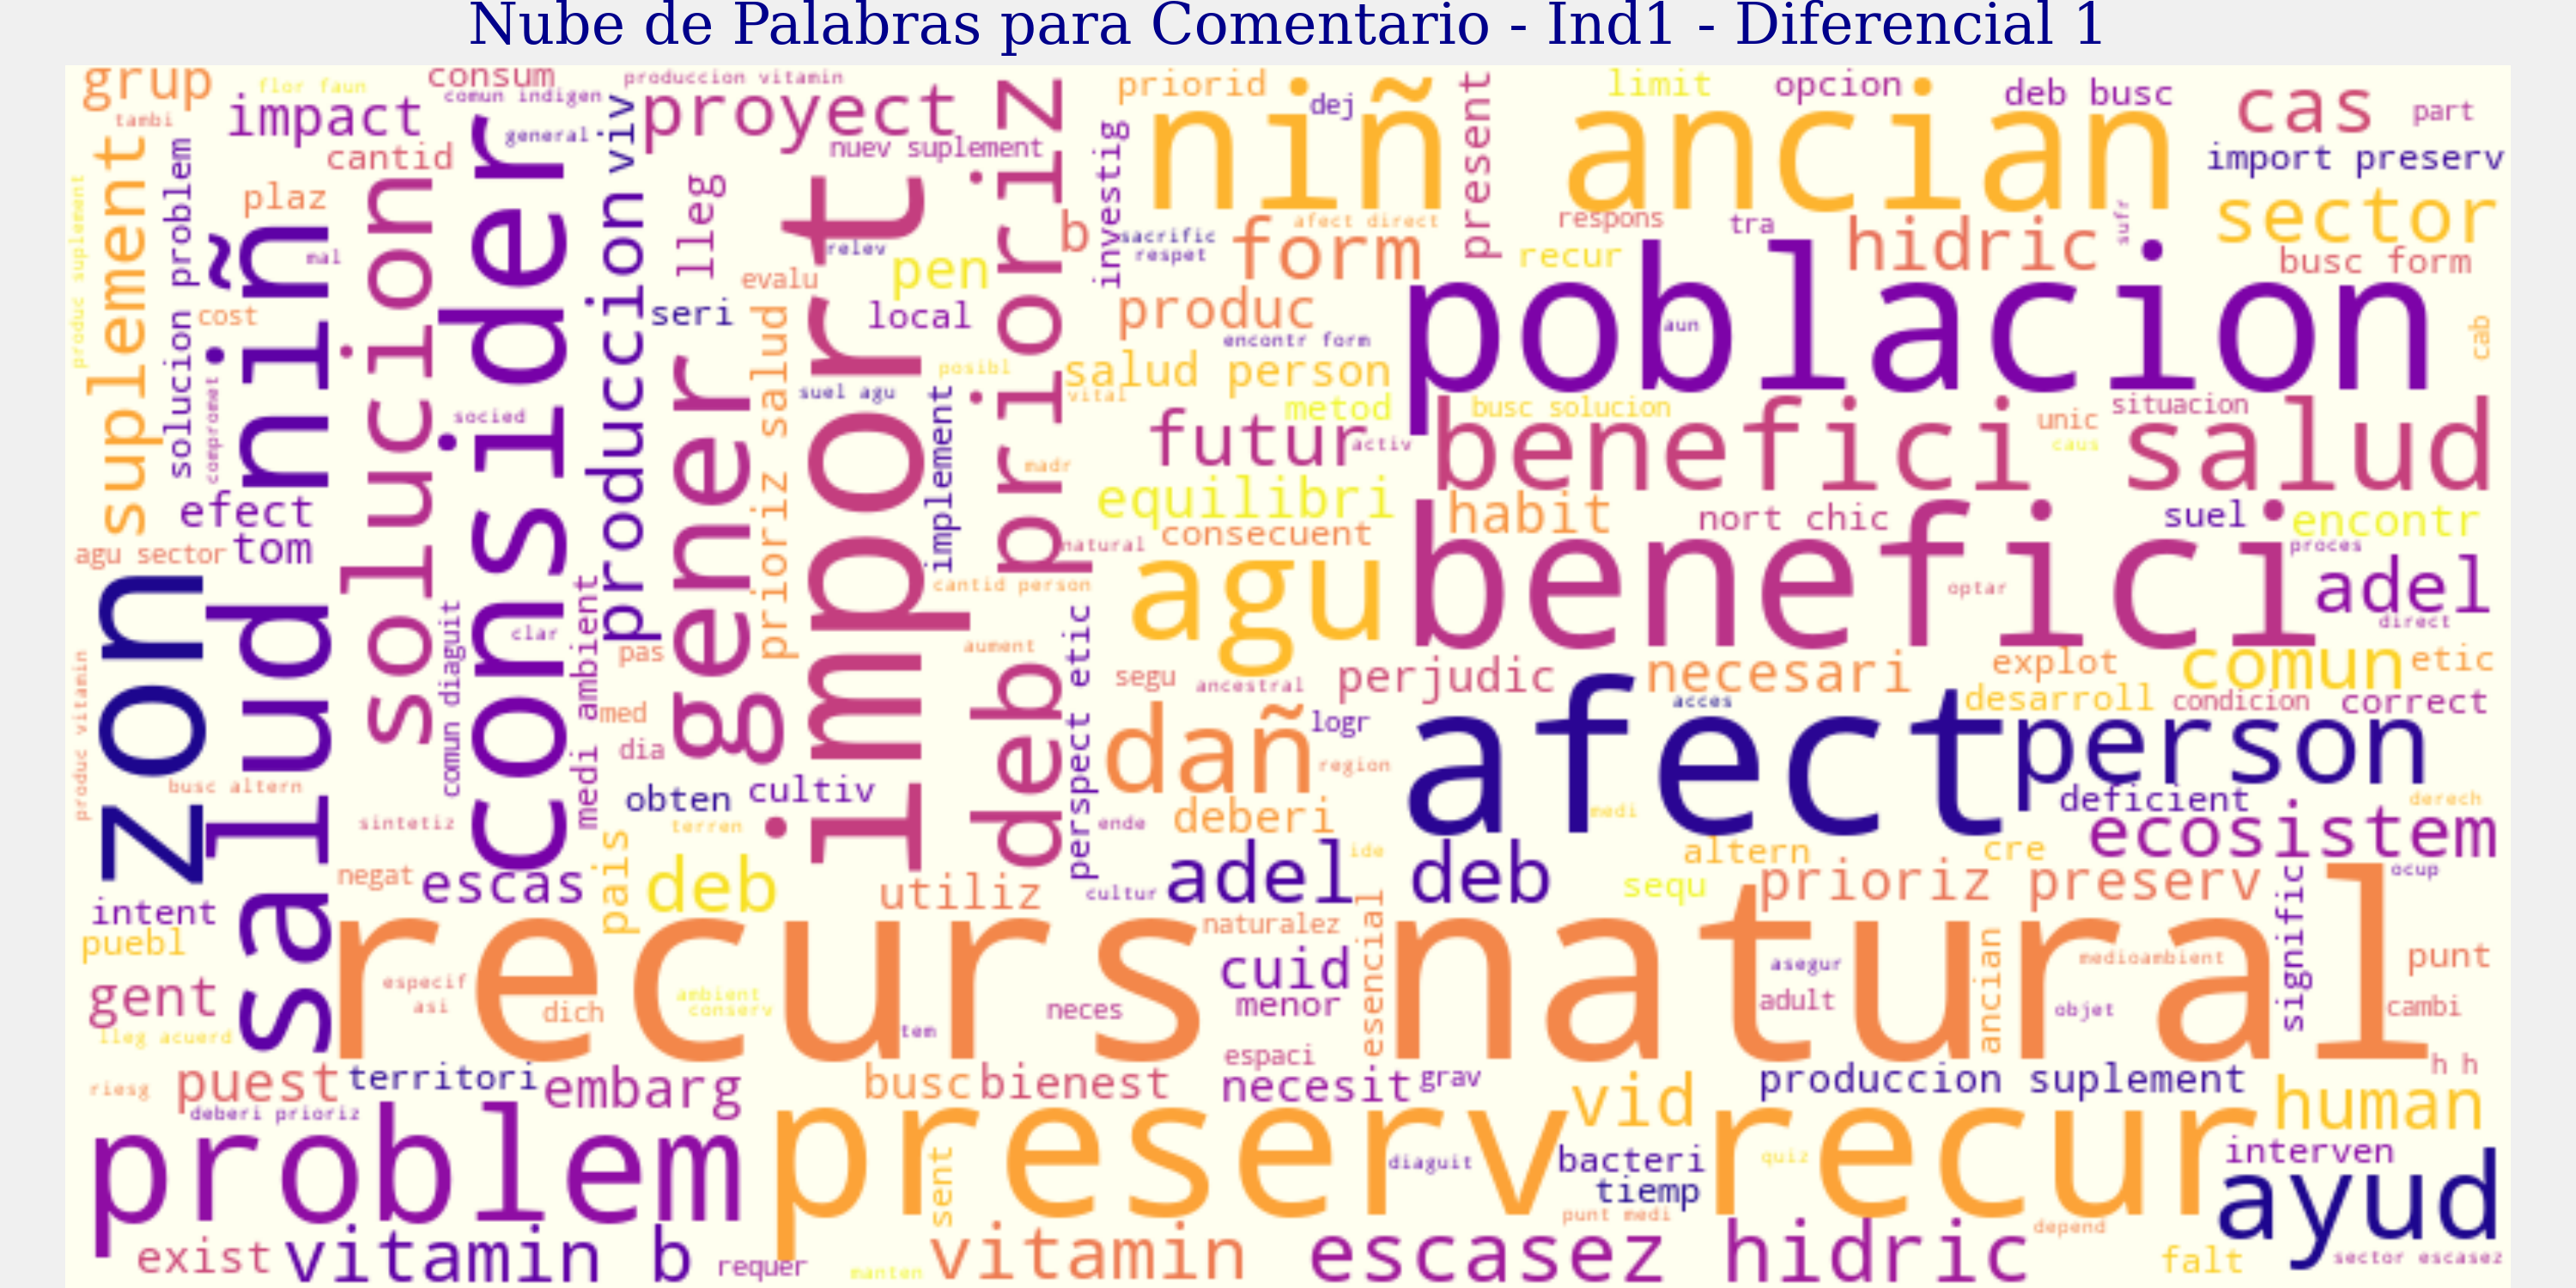 Nube de Palabras para Comentario - Ind1 - Diferencial 1
grup
flor faun
consum
produccion vitamin
comun indigen
tambi
impact
general
viv
proyect
nuev suplement
cantid
priorid
niñ
dej
present
limit
opcion
ancian
deb busc
cas
part
import preserv
sector
busc form
suplement
produc suplement
solucion problem
plaz
mal
cost
compromet
salud niñ
solucion
consider
socied
clar
produccion
lleg
seri
evalu
relev
pen
local
import
prioriz salud
suel agu
posibl
implement
deb prioriz
b
investig
sacrific
respet
afect direct
form
produc
encontr form
salud person
vital
metod
respons
tra
recur
hidric
sufr
poblacion
aun
cab
busc solucion
unic
situacion
caus
futur
activ
benefici salud
equilibri
madr
natural
consecuent
habit
nort chic
suel
encontr
proces
efect
tom
agu sector
zon
produc vitamin
busc altern
comun diaguit
medi ambient
pas
med
dia
gener
cantid person
aument
perspect etic
agu
benefici
optar
adel
direct
segu
ancestral
perjudic
necesari
explot
comun
etic
acces
desarroll
condicion
correct
dañ
logr
region
afect
person
medi
deficient
derech
ecosistem
obten
cultiv
terren
sintetiz
ende
deberi
negat
escas
pais
deb
utiliz
cultur
adel deb
ide
altern
cre
sequ
prioriz preserv
ocup
intent
puebl
gent
lleg acuerd
recurs natural
especif
asi
dich
ambient
conserv
tem
neces
naturalez
cuid
menor
espaci
esencial
asegur
adult
ancian
medioambient
objet
signific
punt
cambi
h h
riesg
puest
territori
embarg
busc
bienest
necesit
grav
vid
produccion suplement
human
deberi prioriz
problem
preserv
sent
diaguit
bacteri
tiemp
quiz
recur
interven
ayud
punt medi
depend
exist
vitamin b
requer
manten
vitamin
escasez hidric
falt
sector escasez